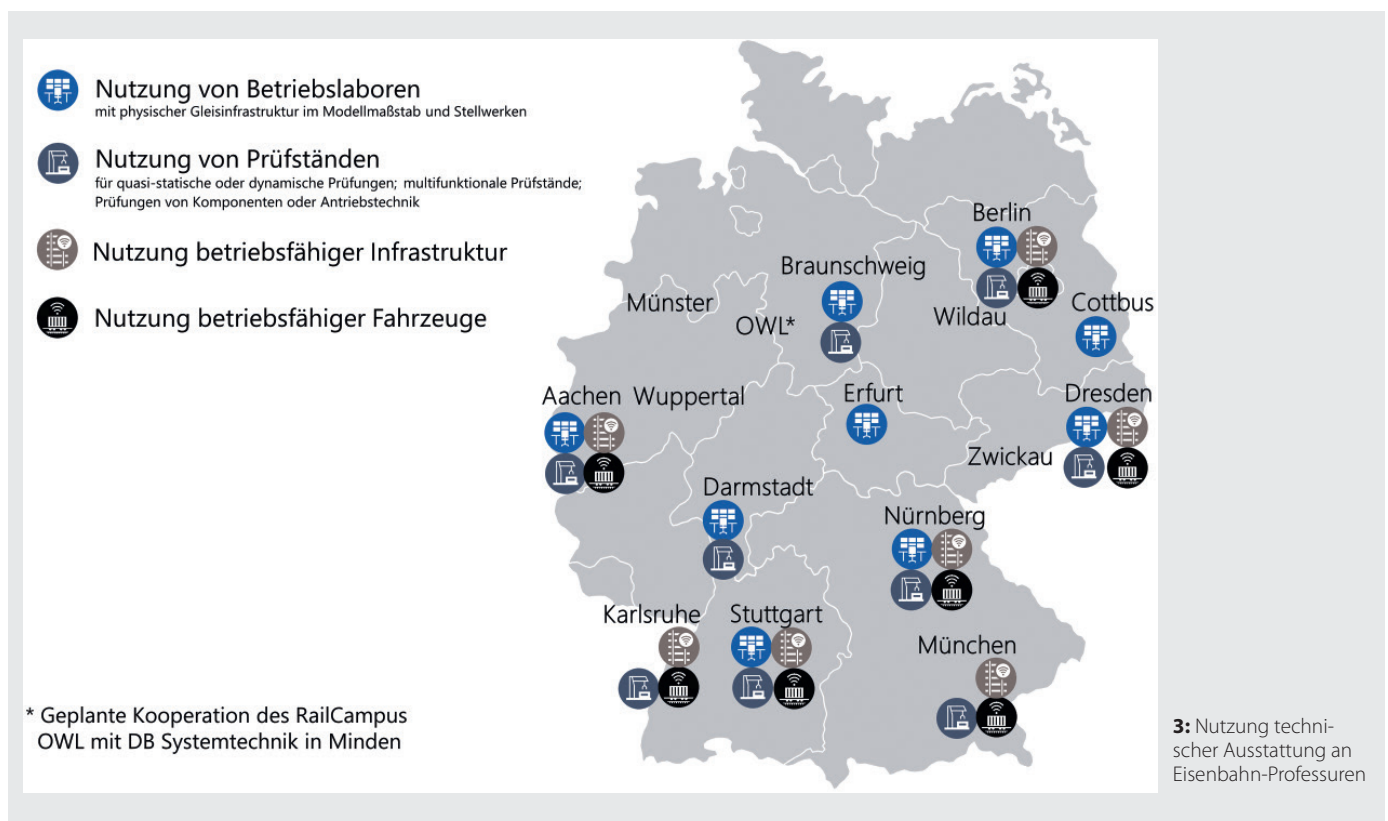 Nutzung von Betriebslaboren
mit physischer Gleisinfrastruktur im Modellmaßstab und Stellwerken
Nutzung von Prüfständen
für quasi-statische oder dynamische Prüfungen; multifunktionale Prüfstände;
Prüfungen von Komponenten oder Antriebstechnik
Nutzung betriebsfähiger Infrastruktur
Nutzung betriebsfähiger Fahrzeuge
Berlin
Braunschweig
Münster
OWL*
Wildau
Cottbus
Aachen
Wuppertal
Erfurt
Dresden
Zwickau
Darmstadt
Nürnberg
Karlsruhe
Stuttgart
München
* Geplante Kooperation des RailCampus
OWL mit DB Systemtechnik in Minden
3: Nutzung techni-
scher Ausstattung an
Eisenbahn-Professuren